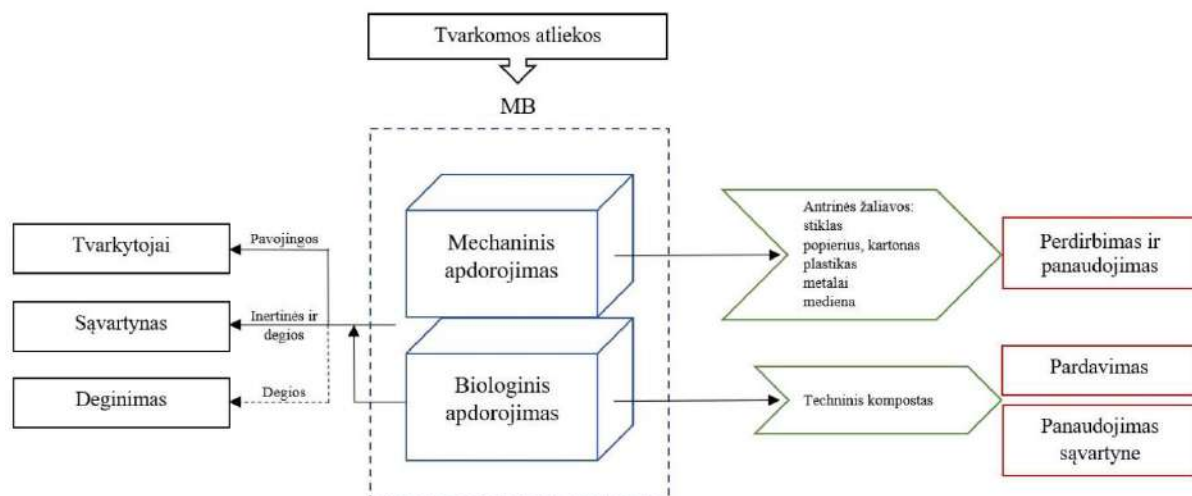 Tvarkomos atliekos
MB
Mechaninis
apdorojimas
Biologinis
apdorojimas
Tvarkytojai
Pavojingos
Sąvartynas
Inertinės ir
degios
Deginimas
Degios
Antrinės žaliavos:
stiklas
popierius, kartonas
plastikas
metalai
mediena
Perdirbimas ir
panaudojimas
Techninis kompostas
Pardavimas
Panaudojimas
sąvartyne